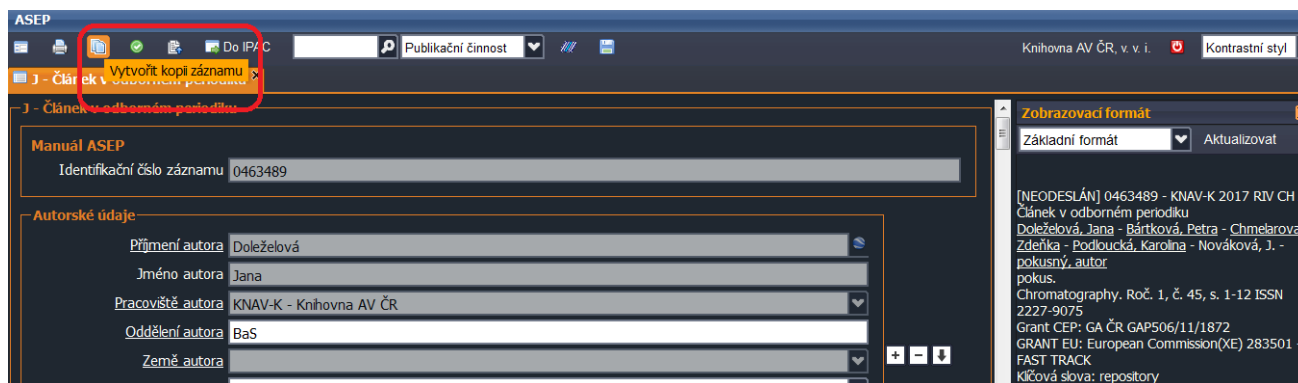 ASEP
Do IPAC
Publikační činnost
Knihovna AV ČR, v. v. i.
Kontrastní styl
Vytvořit kopii záznamu
J - Článek v odborném periodiku
J - Článek v odborném periodiku
Manuál ASEP
Identifikační číslo záznamu 0463489
Autorské údaje
Příjmení autora Doleželová
Jméno autora Jana
Pracoviště autora KNAV-K - Knihovna AV ČR
Oddělení autora BaS
Země autora
Zobrazovací formát
Základní formát Aktualizovat
[NEODESLÁN] 0463489 - KNAV-K 2017 RIV CH
Článek v odborném periodiku
Doleželová, Jana - Bártková, Petra - Chmelarova
Zdeňka - Podloucká, Karolina - Nováková, J. -
pokusný, autor
pokus.
Chromatography. Roč. 1, č. 45, s. 1-12 ISSN
2227-9075
Grant CEP: GA ČR GAP506/11/1872
GRANT EU: European Commission(XE) 283501 -
FAST TRACK
Klíčová slova: repository